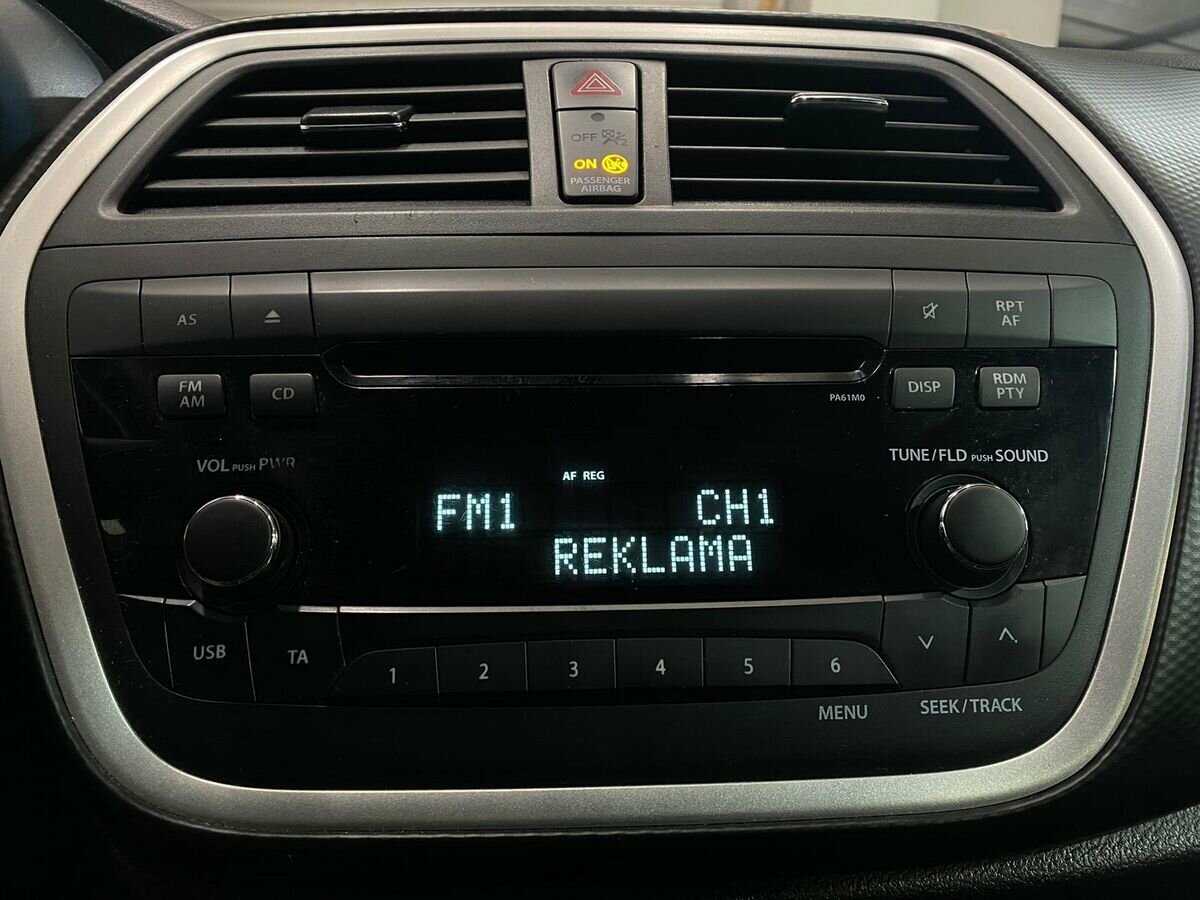 OFF
ON
PASSENGER
AIRBAG
AS
RPT
AF
FM
AM
CD
DISP
RDM
PTY
PA61M0
VOL PUSH PWR
TUNE/FLD PUSH SOUND
AF REG
FM1 CH1
REKLAMA
USB
TA
1 2 3 4 5 6
MENU
SEEK/TRACK